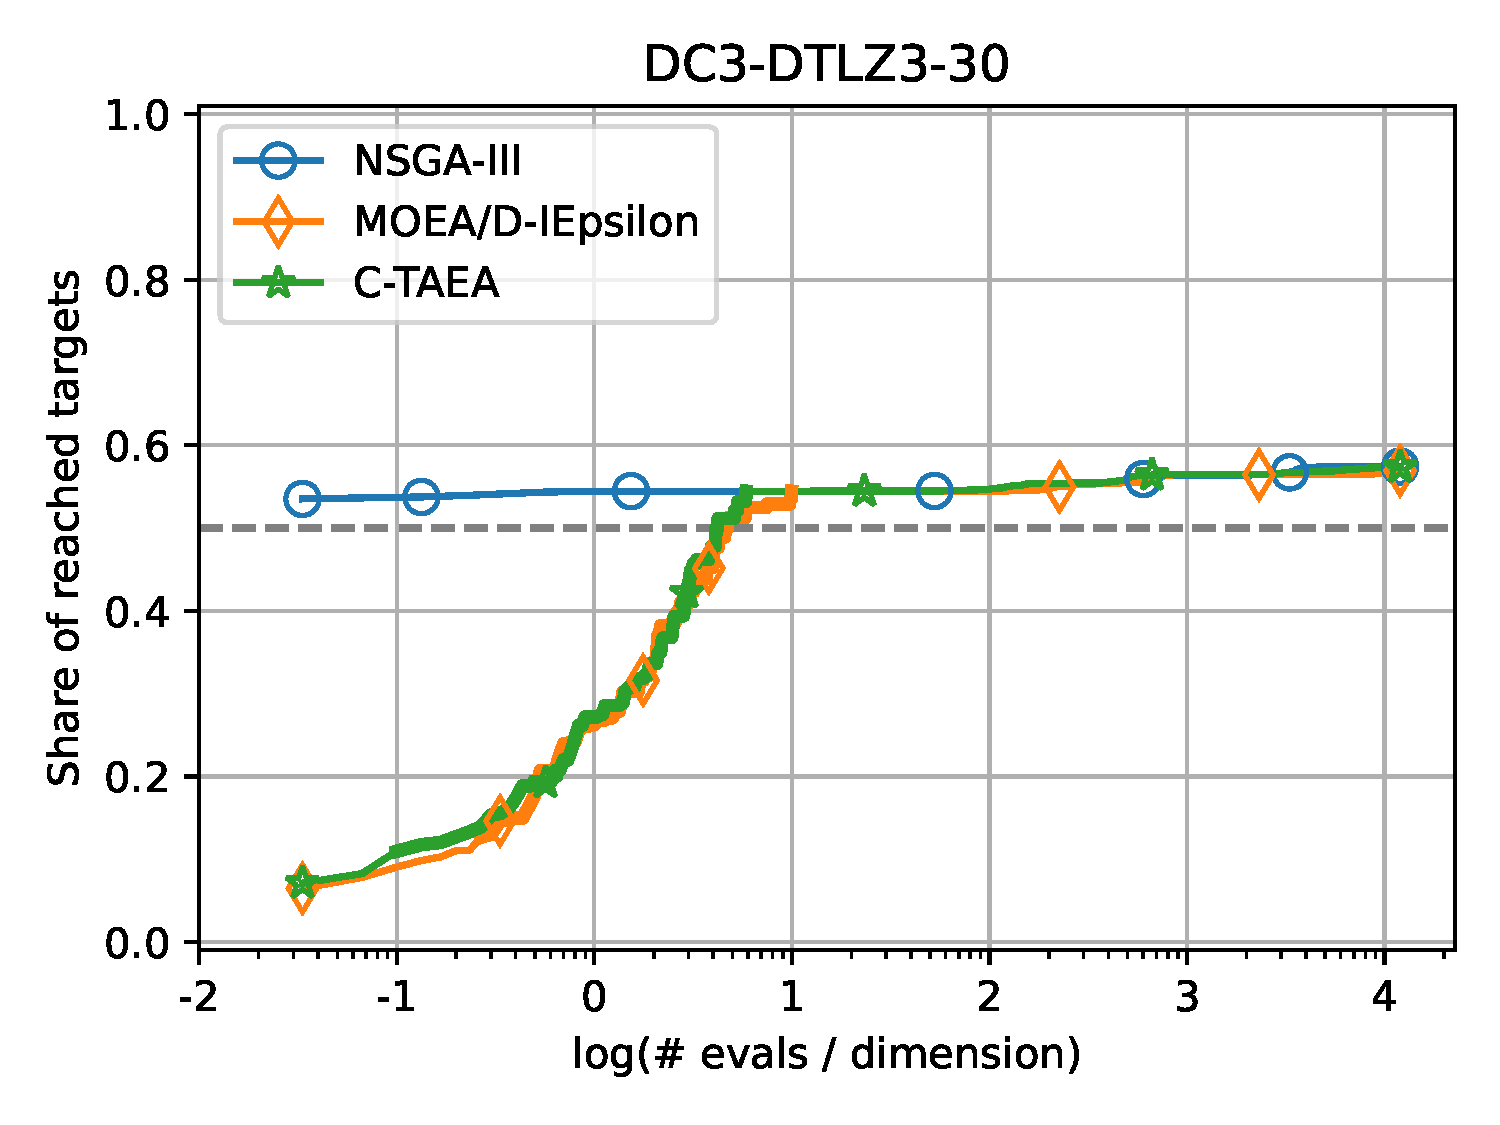 DC3-DTLZ3-30
1.0
0.8
0.6
0.4
0.2
0.0
Share of reached targets
NSGA-III
MOEA/D-IEpsilon
C-TAEA
-2 -1 0 1 2 3 4
log(# evals / dimension)